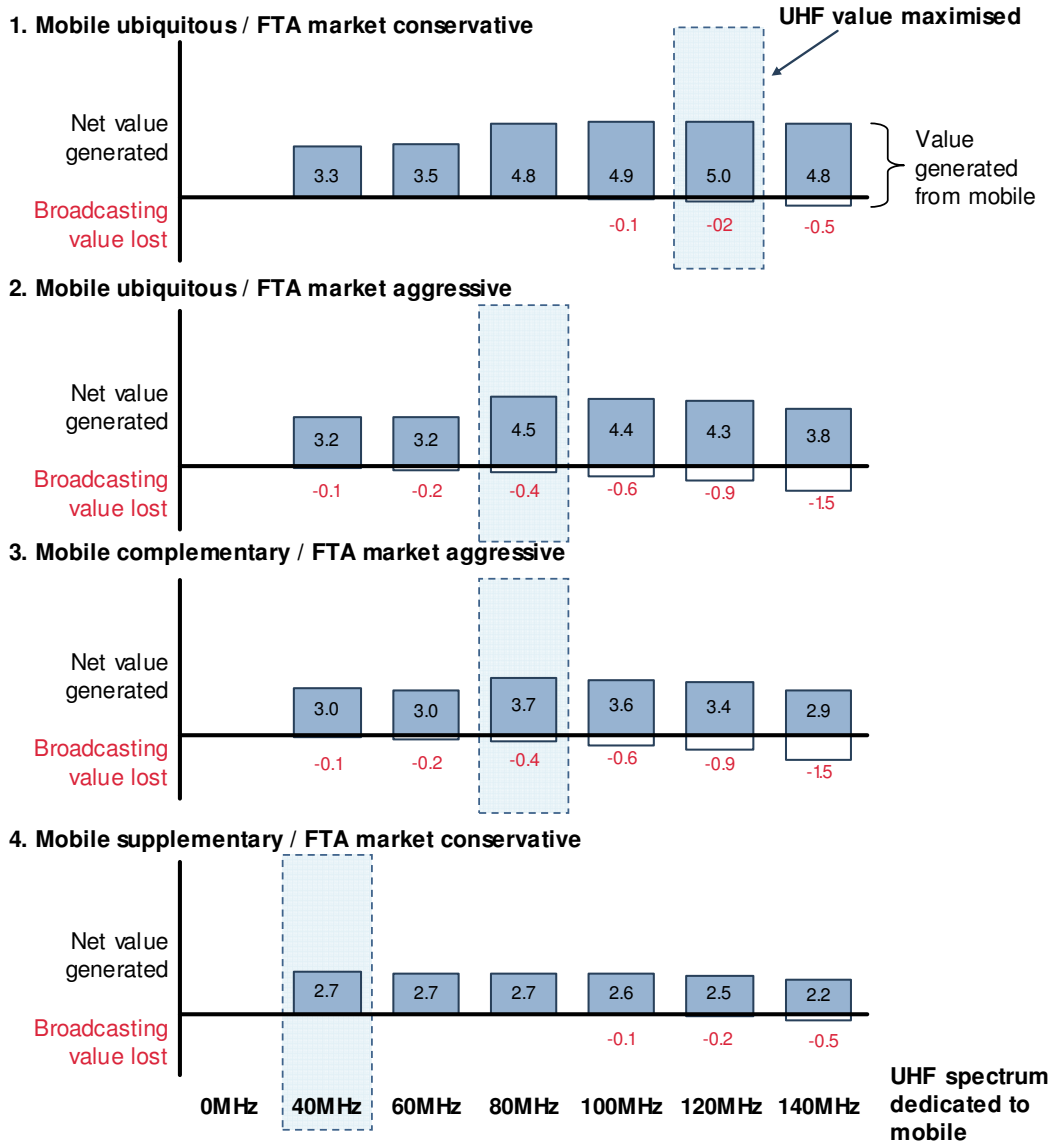 1. Mobile ubiquitous / FTA market conservative
UHF value maximised
Net value
generated
3.3
3.5
4.8
4.9
5.0
4.8
Value
generated
from mobile
Broadcasting
value lost
-0.1
-02
-0.5
2. Mobile ubiquitous / FTA market aggressive
Net value
generated
3.2
3.2
4.5
4.4
4.3
3.8
Broadcasting
value lost
-0.1
-0.2
-0.4
-0.6
-0.9
-1.5
3. Mobile complementary / FTA market aggressive
Net value
generated
3.0
3.0
3.7
3.6
3.4
2.9
Broadcasting
value lost
-0.1
-0.2
-0.4
-0.6
-0.9
-1.5
4. Mobile supplementary / FTA market conservative
Net value
generated
2.7
2.7
2.7
2.6
2.5
2.2
Broadcasting
value lost
-0.1
-0.2
-0.5
0MHz
40MHz
60MHz
80MHz
100MHz
120MHz
140MHz
UHF spectrum
dedicated to
mobile